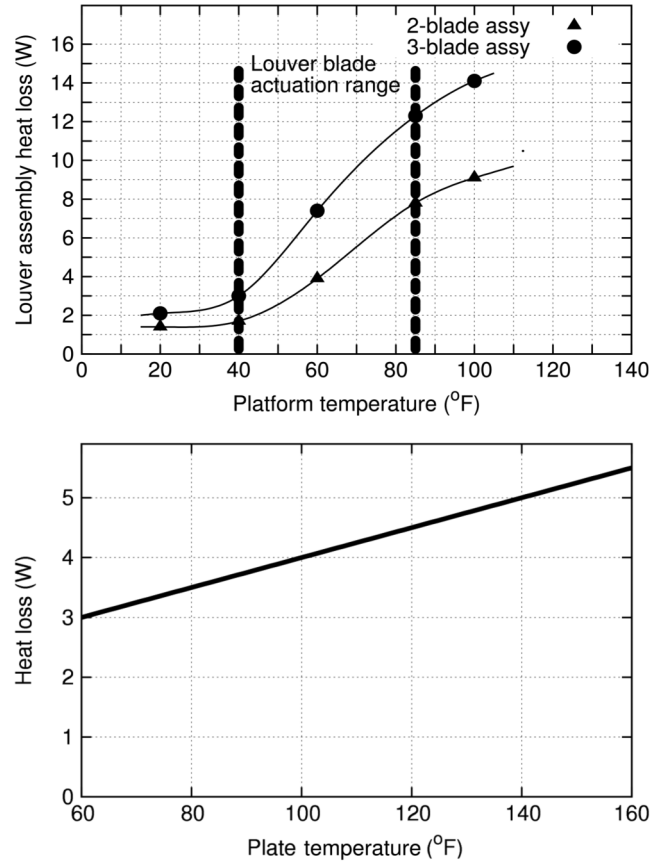 2-blade assy
3-blade assy
Louver blade
actuation range
Louver assembly heat loss (W)
16
14
12
10
8
6
4
2
0
0 20 40 60 80 100 120 140
Platform temperature (°F)
Heat loss (W)
5
4
3
2
1
0
60 80 100 120 140 160
Plate temperature (°F)